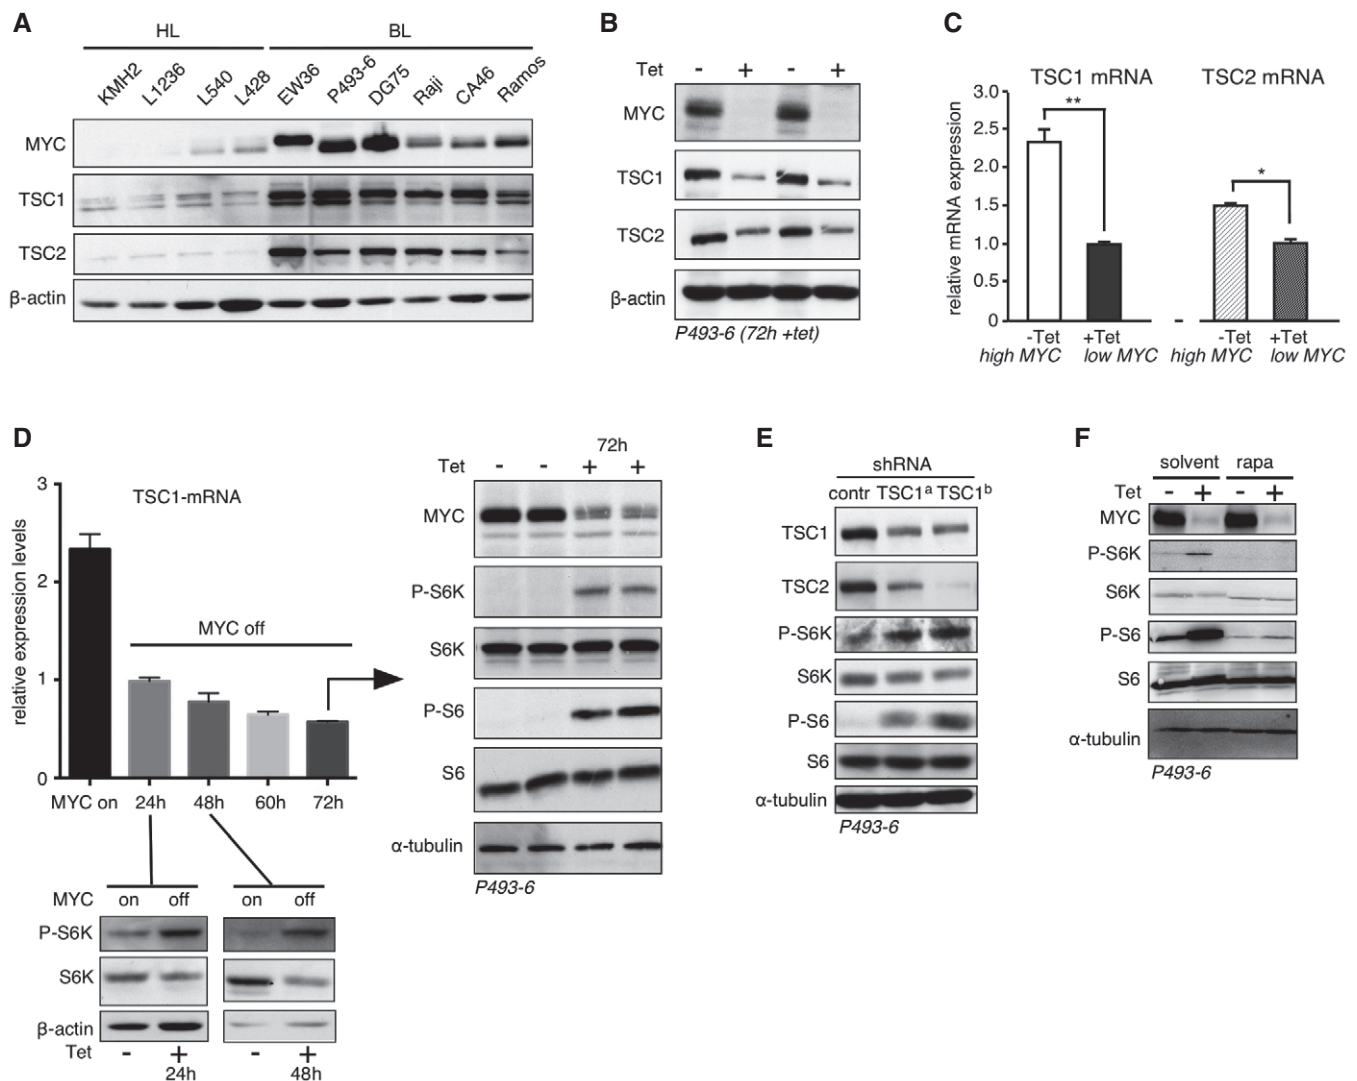 A
HL
BL
KMH2
L1236
L540
L428
EW36
P493-6
DG75
Raji
CA46
Ramos
MYC
TSC1
TSC2
β-actin
B
Tet - + - +
MYC
TSC1
TSC2
β-actin
P493-6 (72h +tet)
C
TSC1 mRNA
TSC2 mRNA
relative mRNA expression
3.0
2.5
2.0
1.5
1.0
0.5
0
**
*
-
-Tet +Tet
high MYC low MYC
-Tet +Tet
high MYC low MYC
D
TSC1-mRNA
relative expression levels
3
2
1
0
MYC off
MYC on 24h 48h 60h 72h
MYC on off on off
P-S6K
S6K
β-actin
Tet - + - +
24h 48h
72h
Tet - - + +
MYC
P-S6K
S6K
P-S6
S6
α-tubulin
P493-6
E
shRNA
contr TSC1a TSC1b
TSC1
TSC2
P-S6K
S6K
P-S6
S6
α-tubulin
P493-6
F
solvent rapa
Tet - + - +
MYC
P-S6K
S6K
P-S6
S6
α-tubulin
P493-6